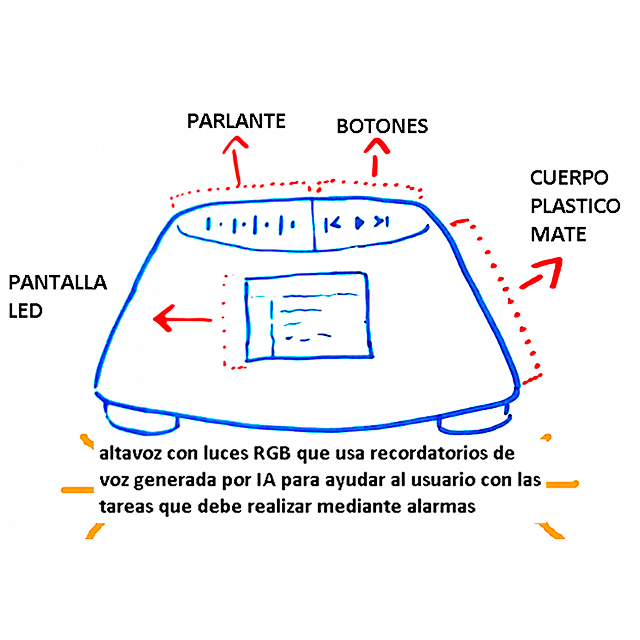 PARLANTE
BOTONES
CUERPO
PLASTICO
MATE
PANTALLA
LED
altavoz con luces RGB que usa recordatorios de
voz generada por IA para ayudar al usuario con las
tareas que debe realizar mediante alarmas